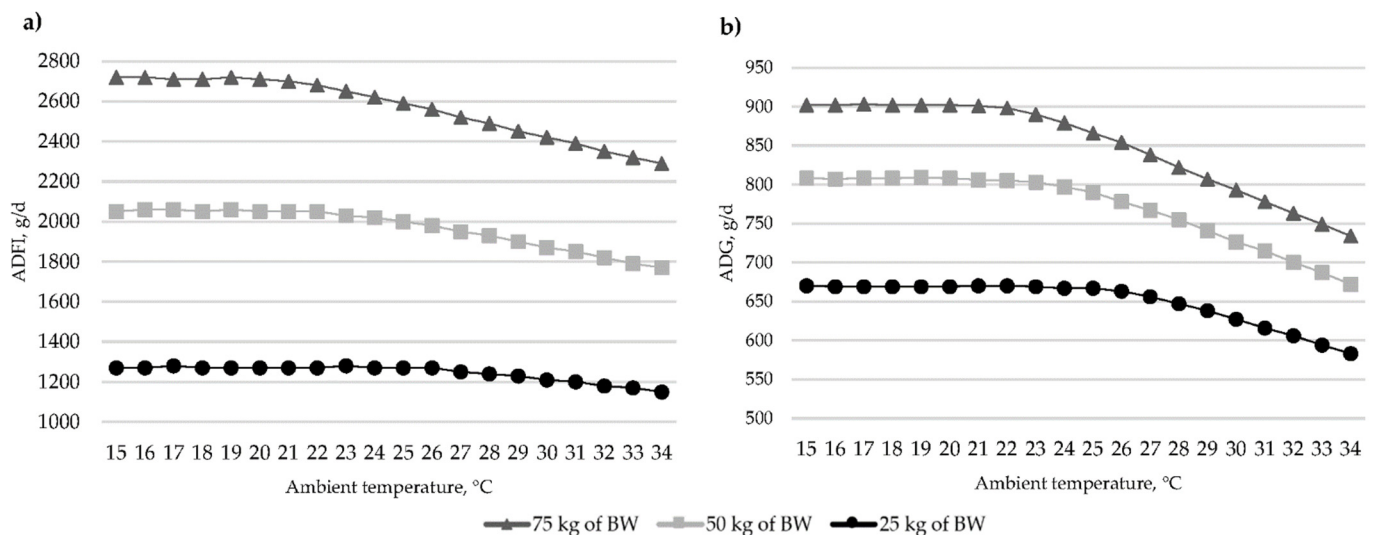 a)
2800
2600
2400
2200
2000
1800
1600
1400
1200
1000
ADFI, g/d
15 16 17 18 19 20 21 22 23 24 25 26 27 28 29 30 31 32 33 34
Ambient temperature, °C
b)
950
900
850
800
750
700
650
600
550
500
ADG, g/d
15 16 17 18 19 20 21 22 23 24 25 26 27 28 29 30 31 32 33 34
Ambient temperature, °C
75 kg of BW 50 kg of BW 25 kg of BW